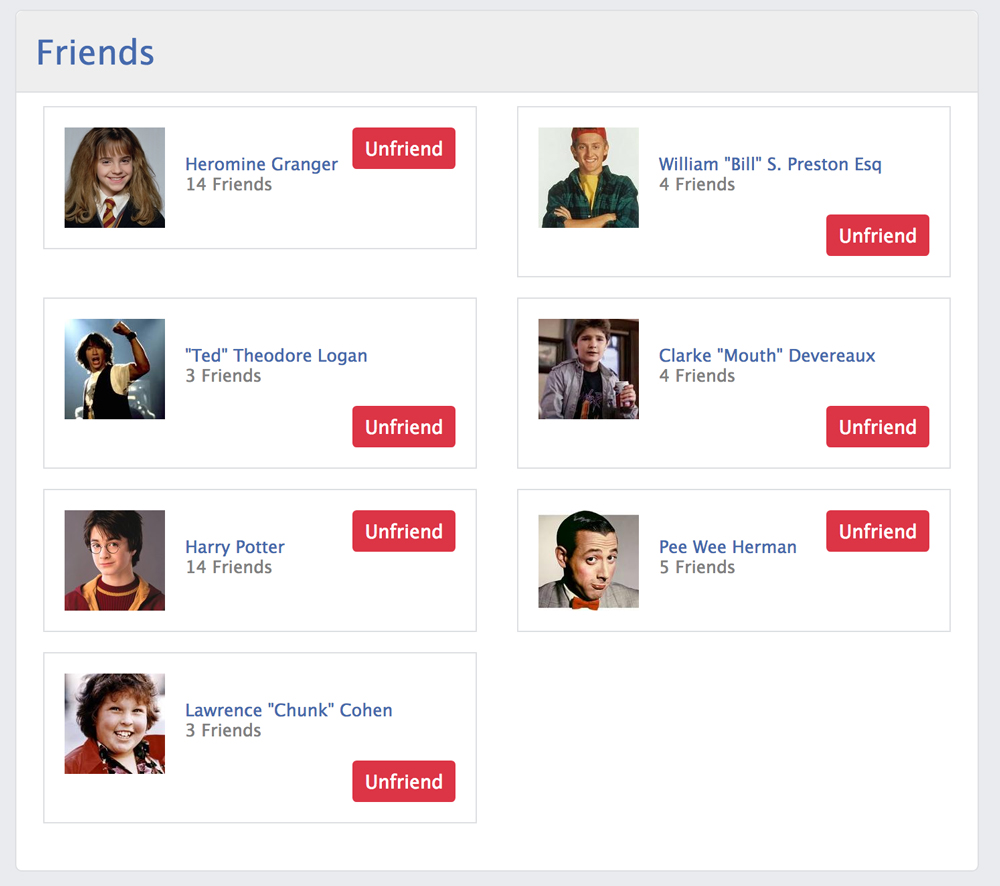 Friends
Heromine Granger
14 Friends
Unfriend
William "Bill" S. Preston Esq
4 Friends
Unfriend
"Ted" Theodore Logan
3 Friends
Unfriend
Clarke "Mouth" Devereaux
4 Friends
Unfriend
Harry Potter
14 Friends
Unfriend
Pee Wee Herman
5 Friends
Unfriend
Lawrence "Chunk" Cohen
3 Friends
Unfriend